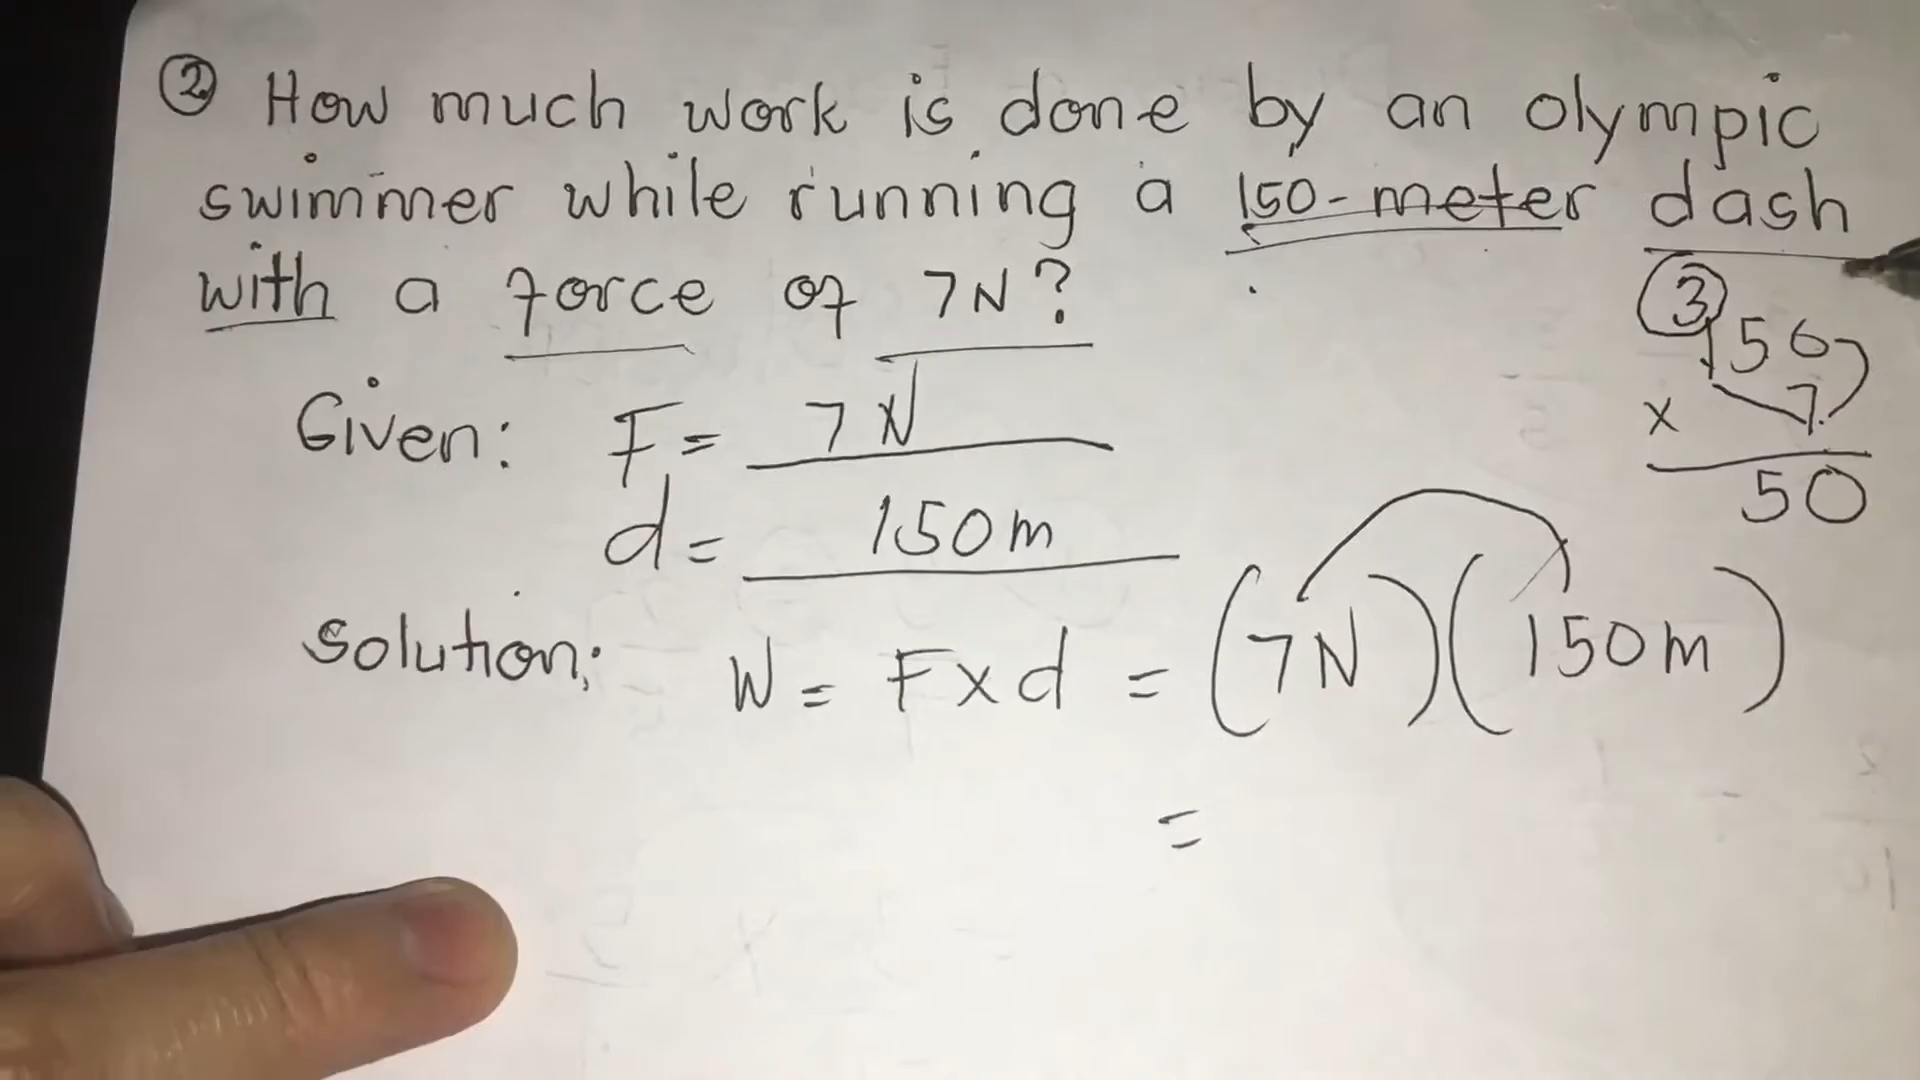 ② How much work is done by an olympic
swimmer while running a 150-meter dash
with a force of 7N?
③
150
x 7
50
Given: F = 7N
d = 150m
Solution: W = Fxd = (7N)(150m)
=